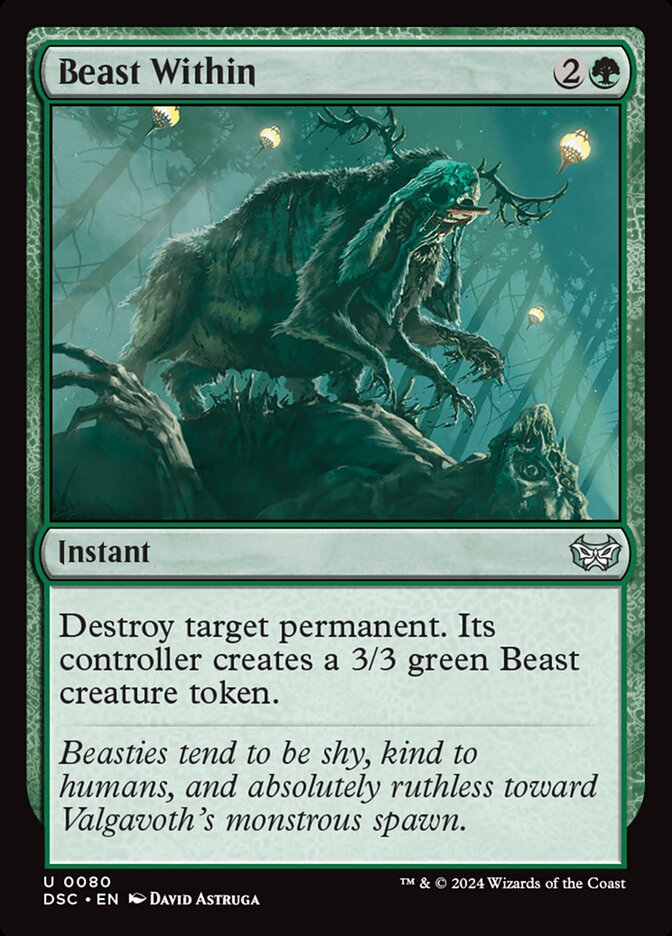 Beast Within 2
Instant
Destroy target permanent. Its
controller creates a 3/3 green Beast
creature token.
Beasties tend to be shy, kind to
humans, and absolutely ruthless toward
Valgavoth's monstrous spawn.
U 0080
DSC • EN David Astruga
™ & © 2024 Wizards of the Coast